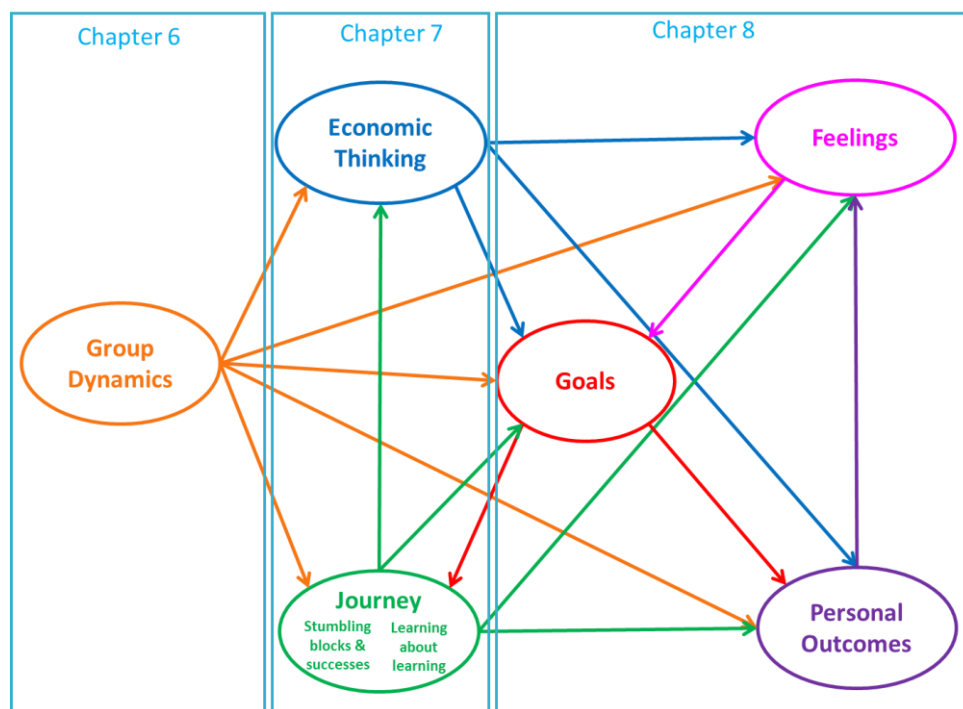 Chapter 6
Chapter 7
Chapter 8
Economic
Thinking
Feelings
Group
Dynamics
Goals
Journey
Stumbling
blocks &
successes
Learning
about
learning
Personal
Outcomes